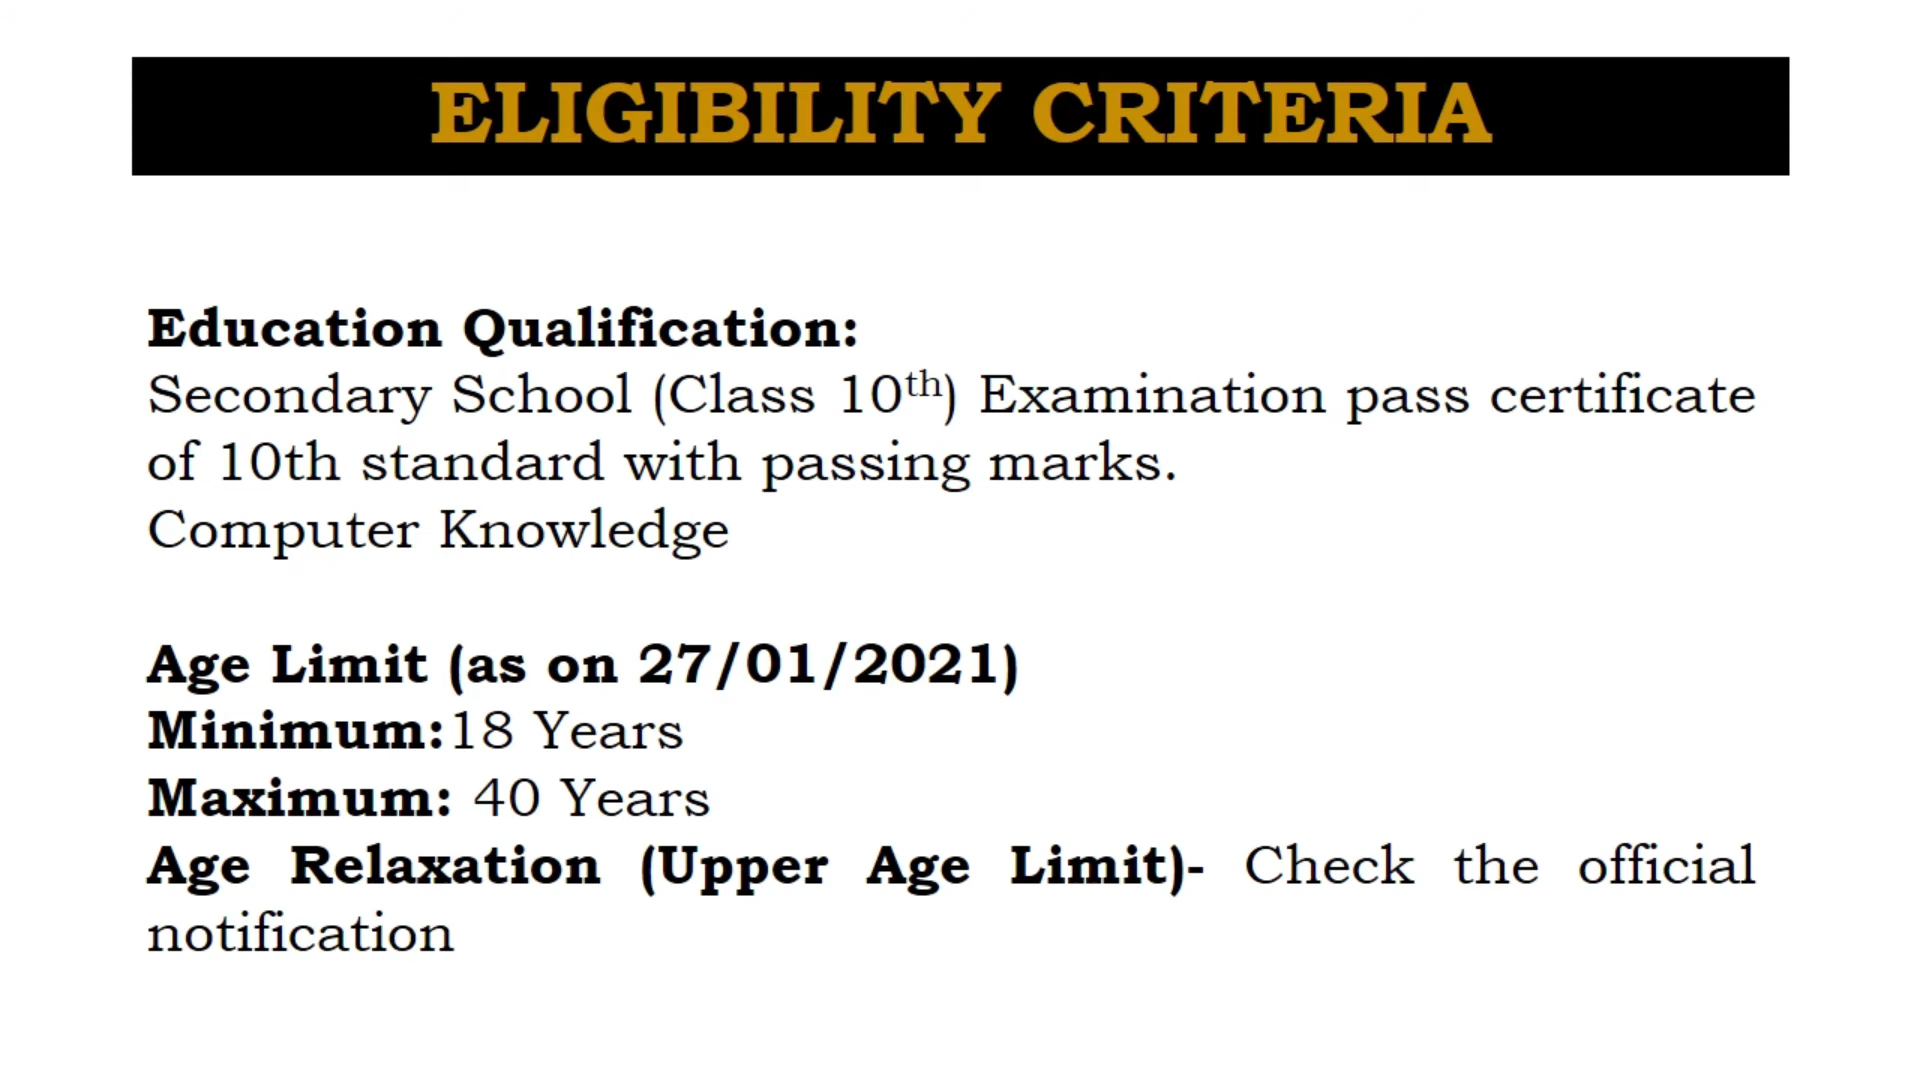 ELIGIBILITY CRITERIA
Education Qualification:
Secondary School (Class 10th) Examination pass certificate
of 10th standard with passing marks.
Computer Knowledge
Age Limit (as on 27/01/2021)
Minimum:18 Years
Maximum: 40 Years
Age Relaxation (Upper Age Limit)- Check the official
notification